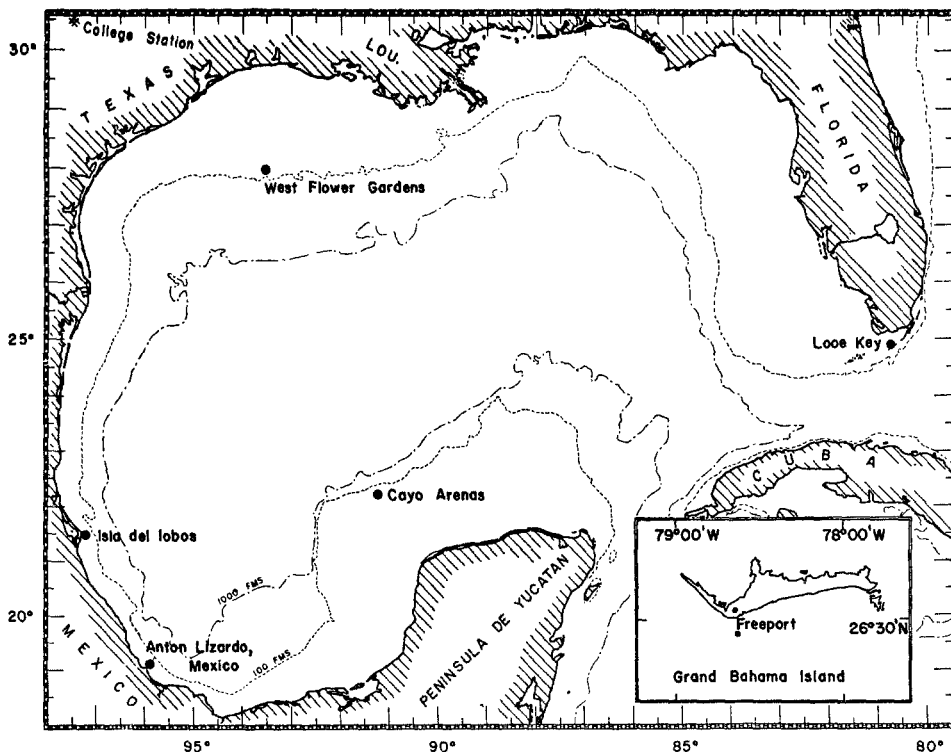 30°
* College Station
TEXAS
LOU.
FLORIDA
West Flower Gardens
25°
Looe Key
CUBA
Cayo Arenas
Isla del lobos
1000 FMS
20°
Anton Lizardo,
Mexico
100 FMS
MEXICO
PENINSULA DE YUCATAN
79°00'W
78°00'W
Freeport
26°30'N
Grand Bahama Island
95°
90°
85°
80°